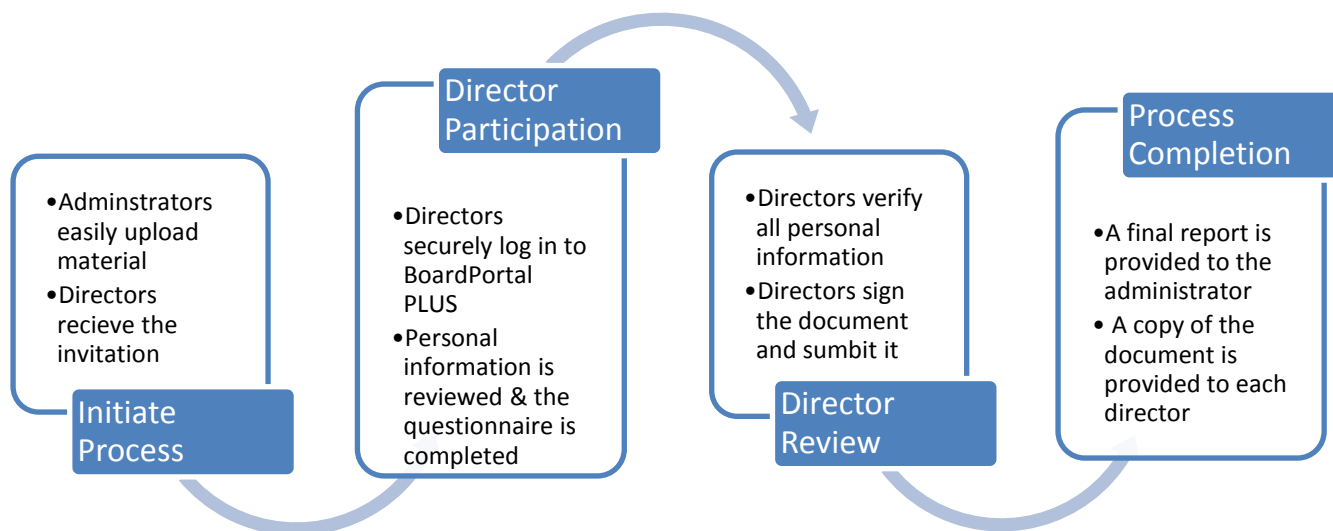 •Adminstrators
easily upload
material
•Directors
recieve the
invitation
Initiate
Process
Director
Participation
•Directors
securely log in to
BoardPortal
PLUS
•Personal
information is
reviewed & the
questionnaire is
completed
•Directors verify
all personal
information
•Directors sign
the document
and sumbit it
Director
Review
Process
Completion
•A final report is
provided to the
administrator
• A copy of the
document is
provided to each
director